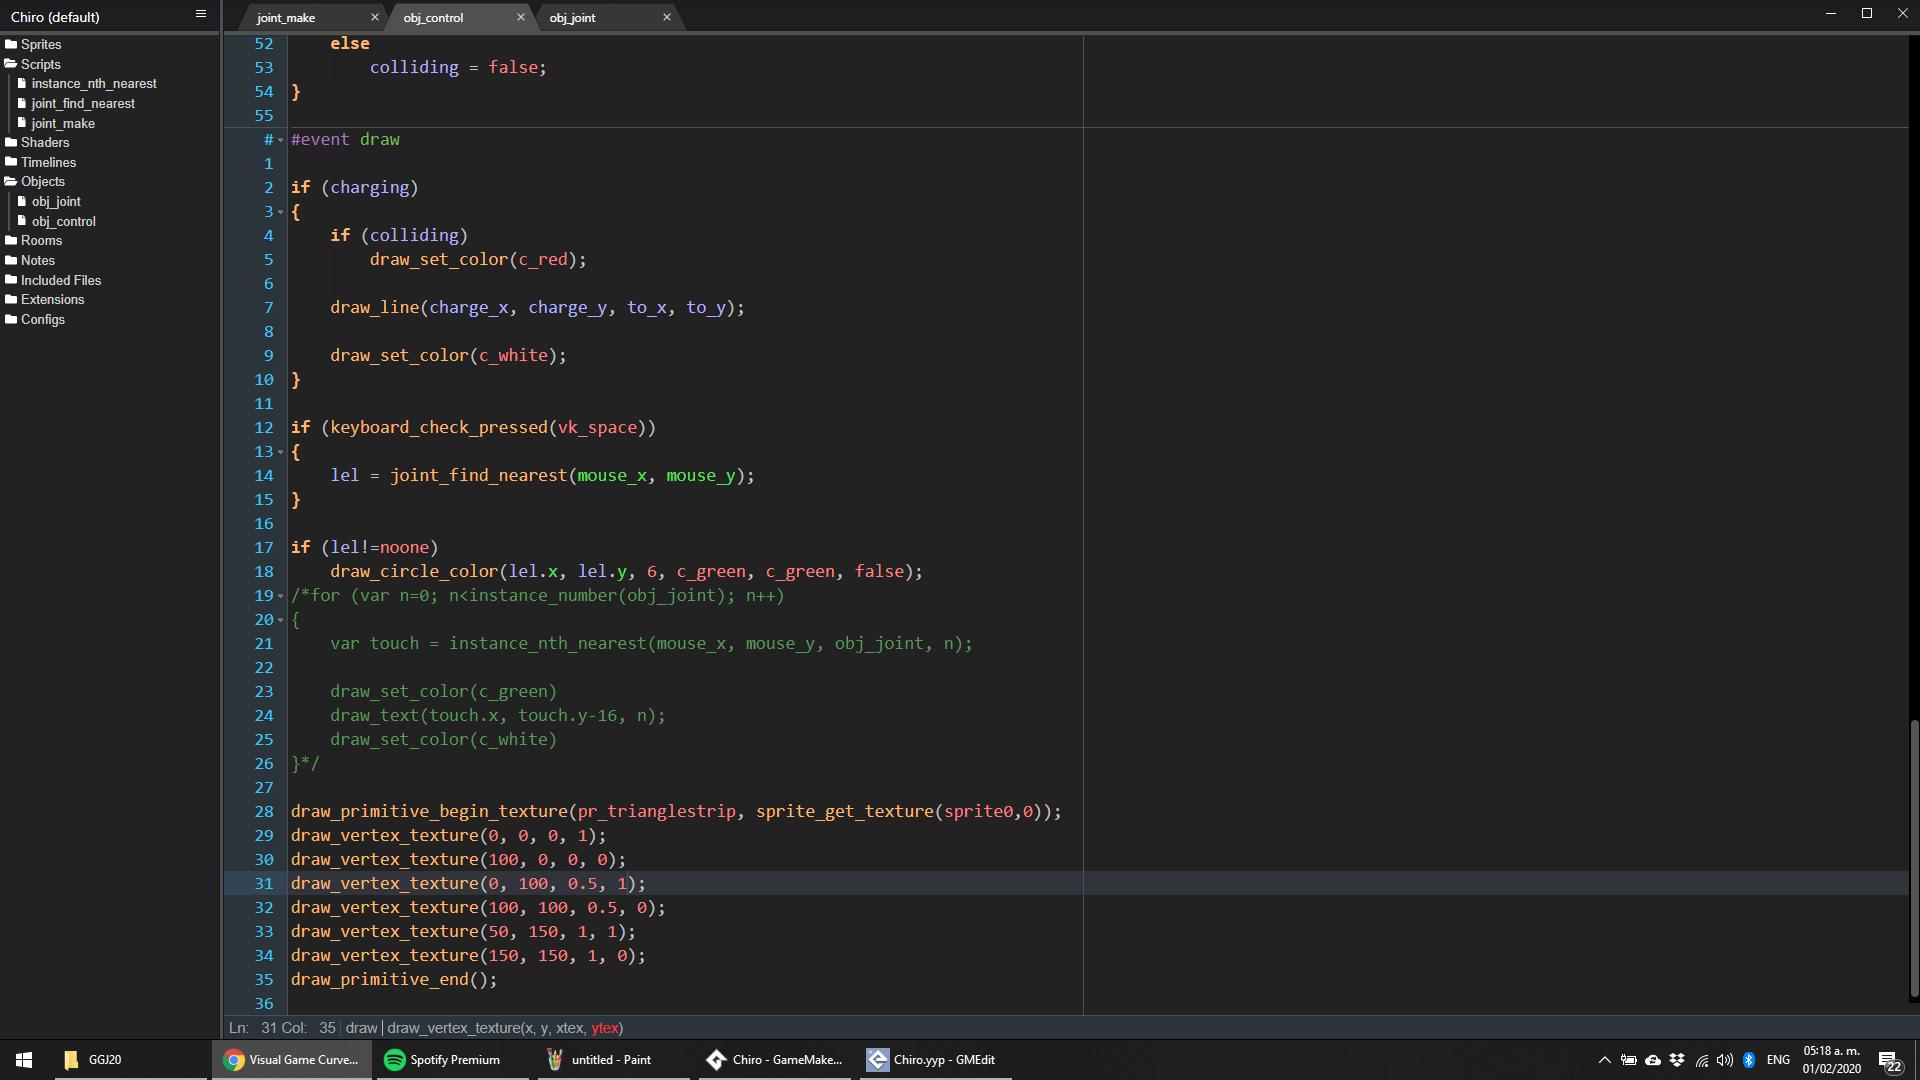 Chiro (default)
joint_make × obj_control × obj_joint ×
Sprites
Scripts
instance_nth_nearest
joint_find_nearest
joint_make
Shaders
Timelines
Objects
obj_joint
obj_control
Rooms
Notes
Included Files
Extensions
Configs
52 else
53 colliding = false;
54 }
55
# #event draw
1
2 if (charging)
3 {
4 if (colliding)
5 draw_set_color(c_red);
6
7 draw_line(charge_x, charge_y, to_x, to_y);
8
9 draw_set_color(c_white);
10 }
11
12 if (keyboard_check_pressed(vk_space))
13 {
14 lel = joint_find_nearest(mouse_x, mouse_y);
15 }
16
17 if (lel!=noone)
18 draw_circle_color(lel.x, lel.y, 6, c_green, c_green, false);
19 /*for (var n=0; n<instance_number(obj_joint); n++)
20 {
21 var touch = instance_nth_nearest(mouse_x, mouse_y, obj_joint, n);
22
23 draw_set_color(c_green)
24 draw_text(touch.x, touch.y-16, n);
25 draw_set_color(c_white)
26 }*/
27
28 draw_primitive_begin_texture(pr_trianglestrip, sprite_get_texture(sprite0,0));
29 draw_vertex_texture(0, 0, 0, 1);
30 draw_vertex_texture(100, 0, 0, 0);
31 draw_vertex_texture(0, 100, 0.5, 1);
32 draw_vertex_texture(100, 100, 0.5, 0);
33 draw_vertex_texture(50, 150, 1, 1);
34 draw_vertex_texture(150, 150, 1, 0);
35 draw_primitive_end();
36
Ln: 31 Col: 35 draw draw_vertex_texture(x, y, xtex, ytex)
GGJ20 Visual Game Curve... Spotify Premium untitled - Paint Chiro - GameMake... Chiro.yyp - GMEdit ENG 05:18 a. m.
01/02/2020
22